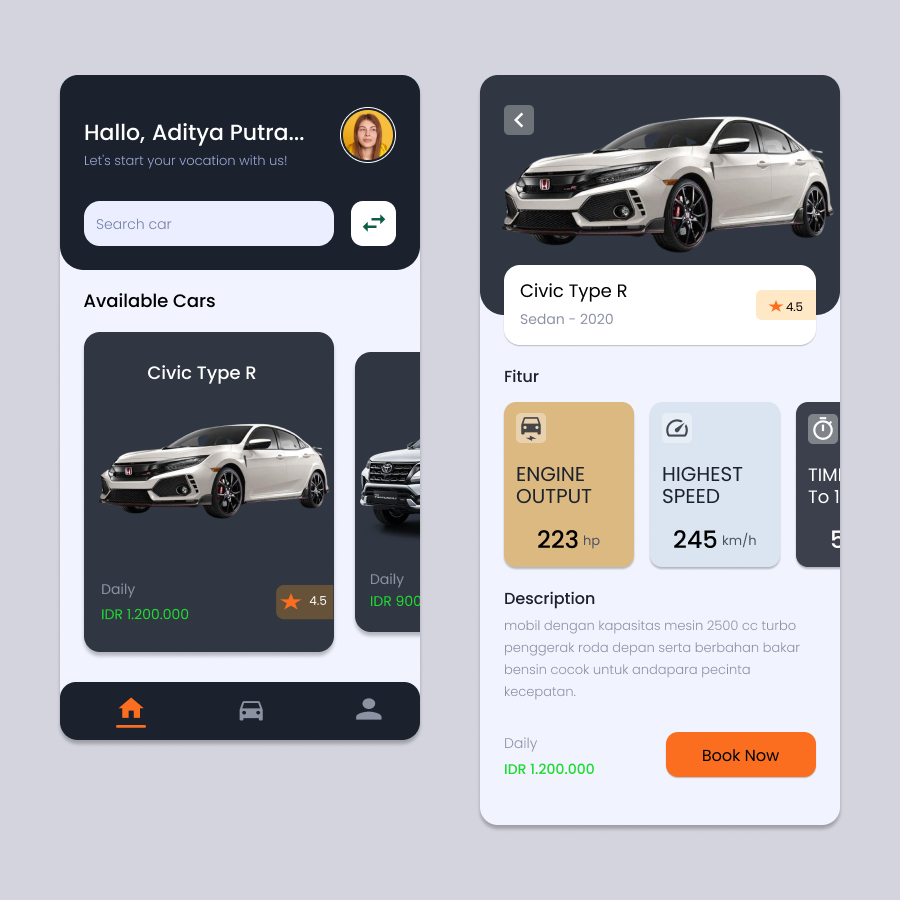 Hallo, Aditya Putra...
Let's start your vocation with us!
Search car
Available Cars
Civic Type R
Daily
IDR 1.200.000
4.5
Daily
IDR 900
Civic Type R
Sedan - 2020
4.5
Fitur
ENGINE
OUTPUT
223 hp
HIGHEST
SPEED
245 km/h
To 1
5
Description
mobil dengan kapasitas mesin 2500 cc turbo
penggerak roda depan serta berbahan bakar
bensin cocok untuk andapara pecinta
kecepatan.
Daily
IDR 1.200.000
Book Now